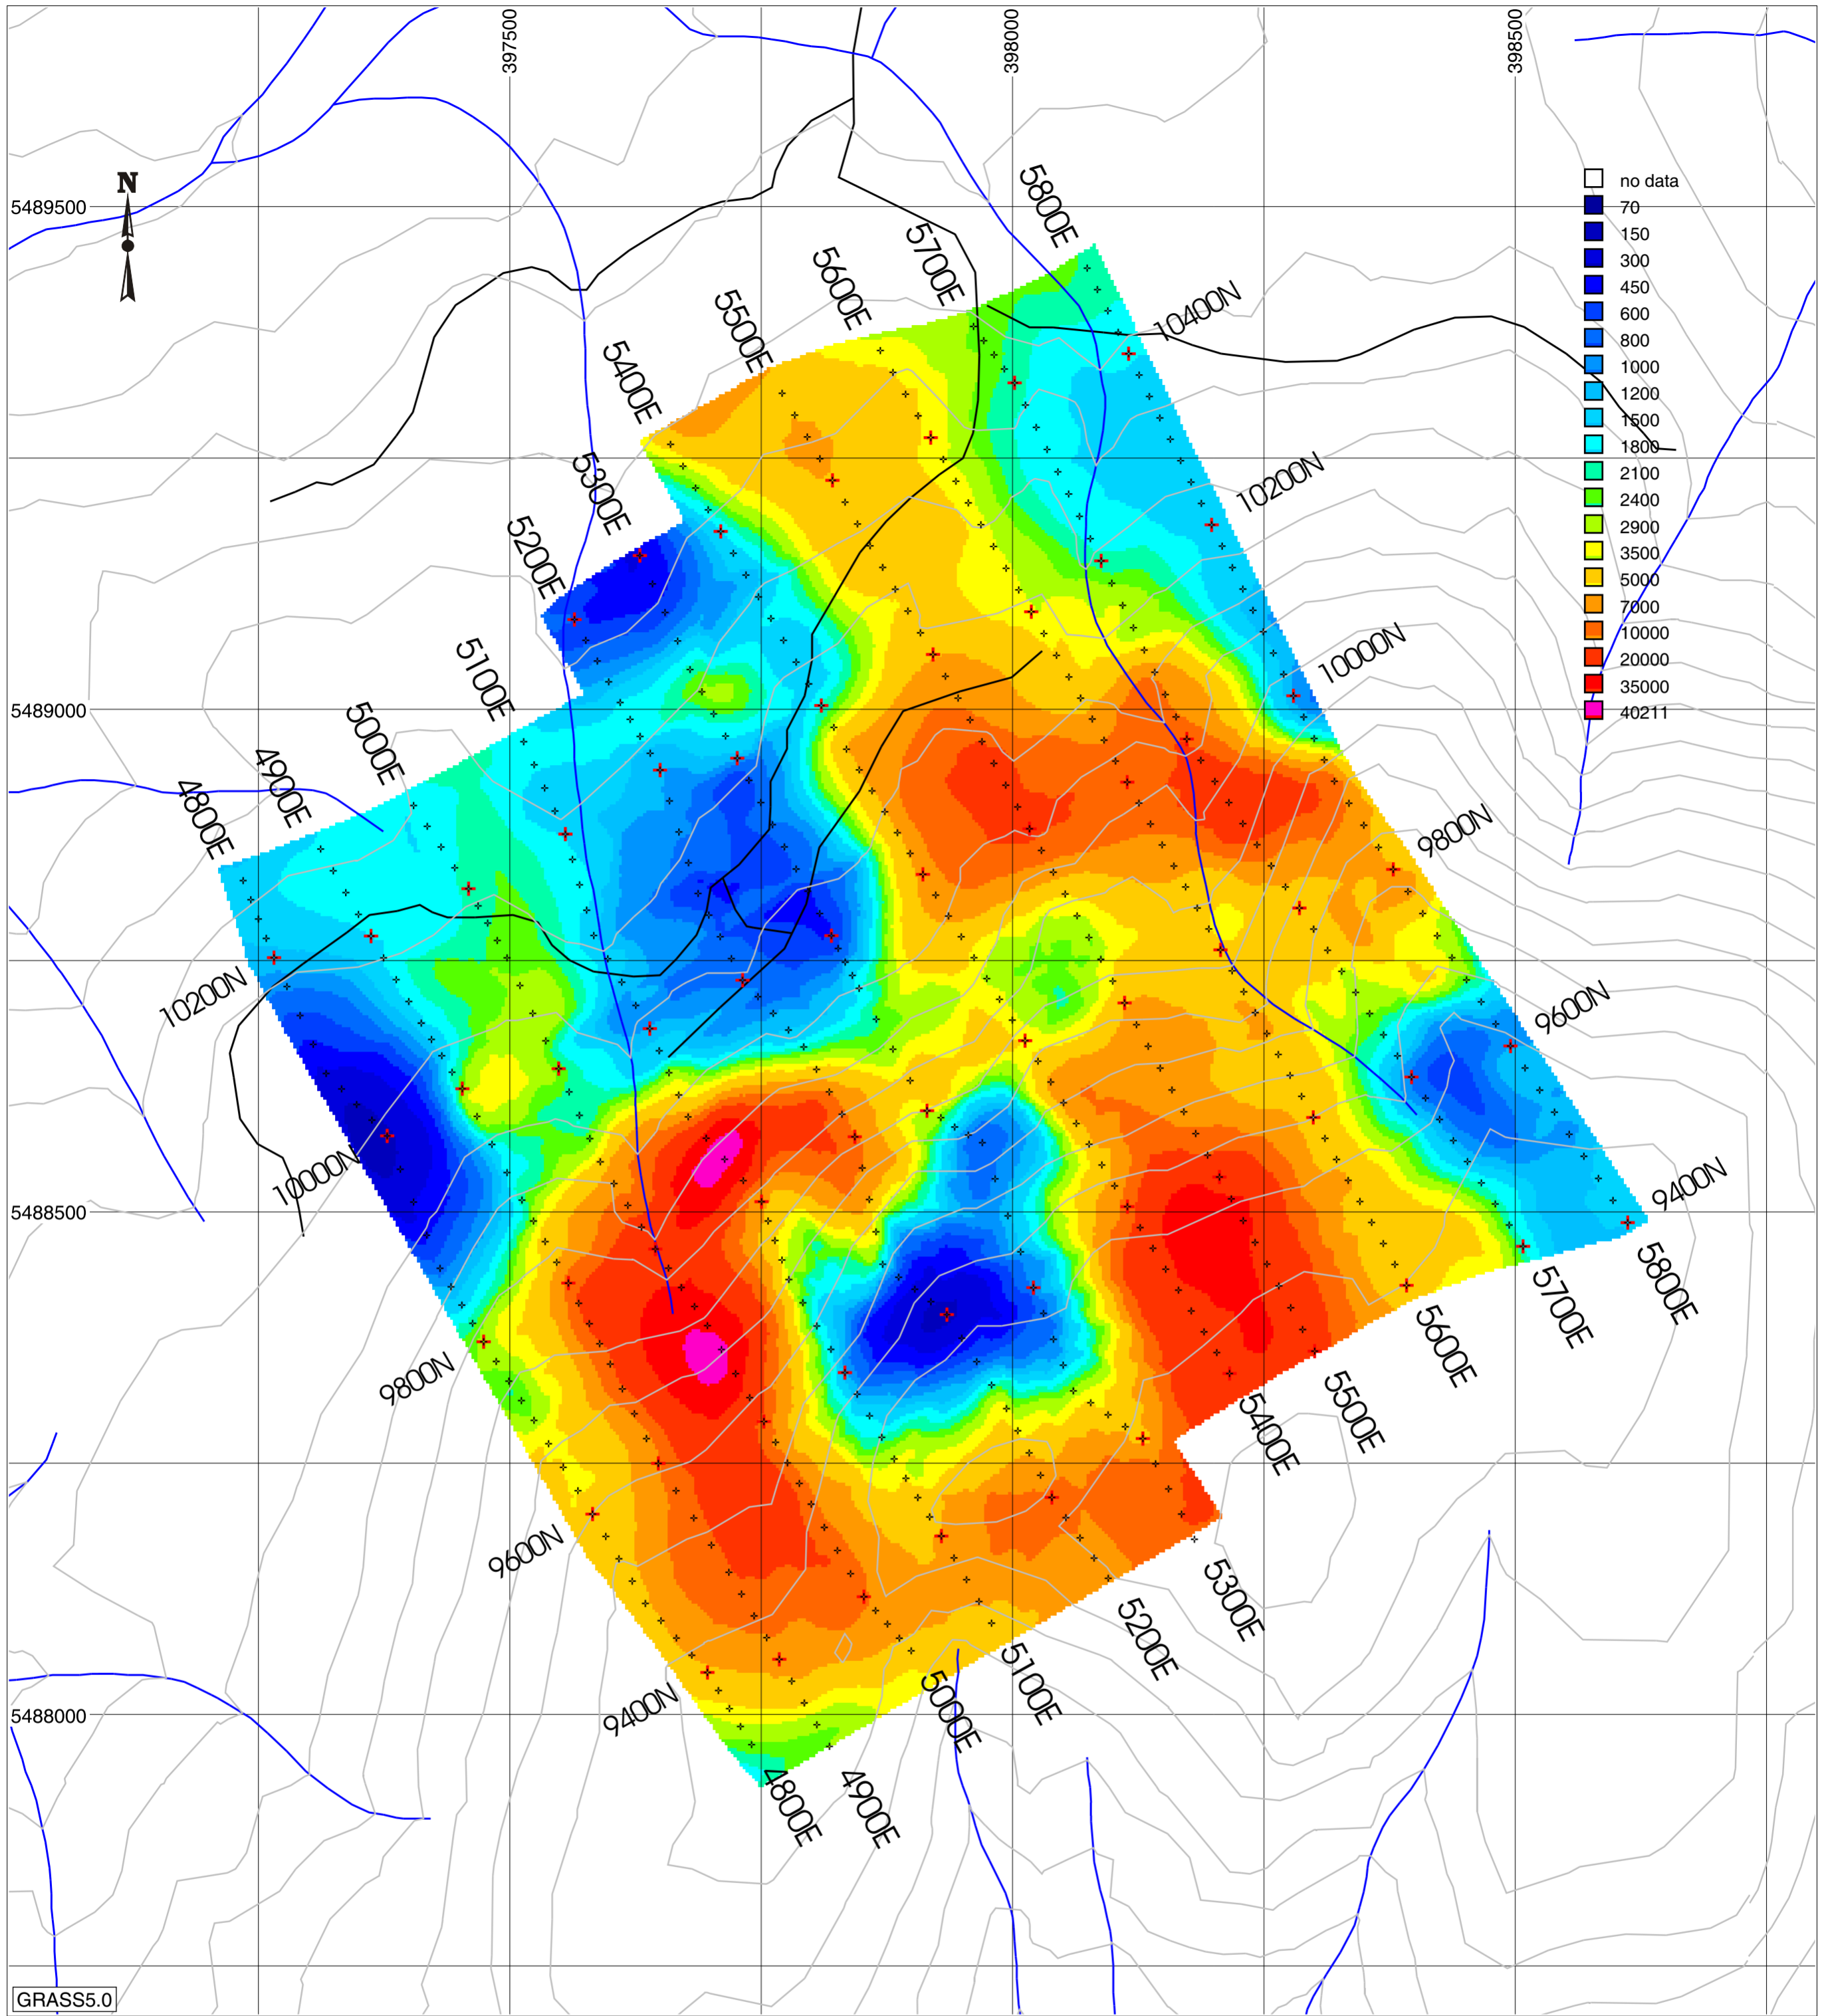 397500
398000
398500
N
5489500
5489000
5488500
5488000
no data
70
150
300
450
600
800
1000
1200
1500
1800
2100
2400
2900
3500
5000
7000
10000
20000
35000
40211
5800E
5700E
5600E
5500E
5400E
5300E
5200E
5100E
5000E
4900E
4800E
10400N
10200N
10000N
9800N
9600N
9400N
10200N
10000N
9800N
9600N
9400N
5800E
5700E
5600E
5500E
5400E
5300E
5200E
5100E
5000E
4900E
4800E
GRASS5.0